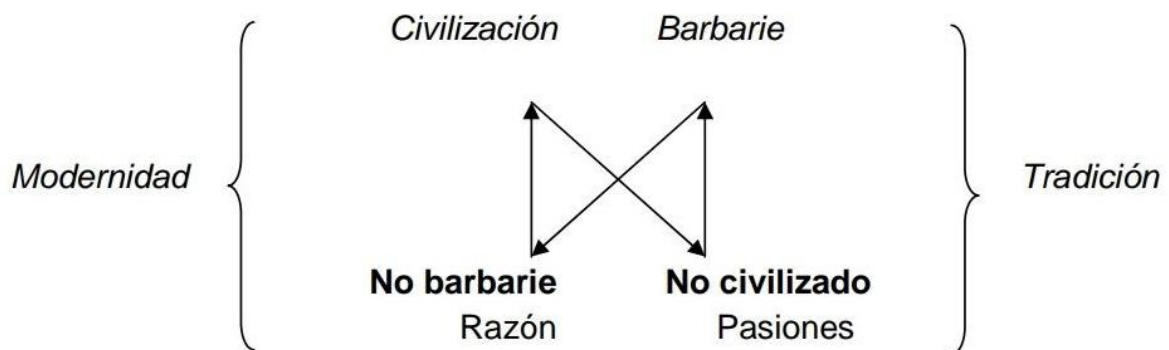 Civilización Barbarie
Modernidad Tradición
No barbarie No civilizado
Razón Pasiones